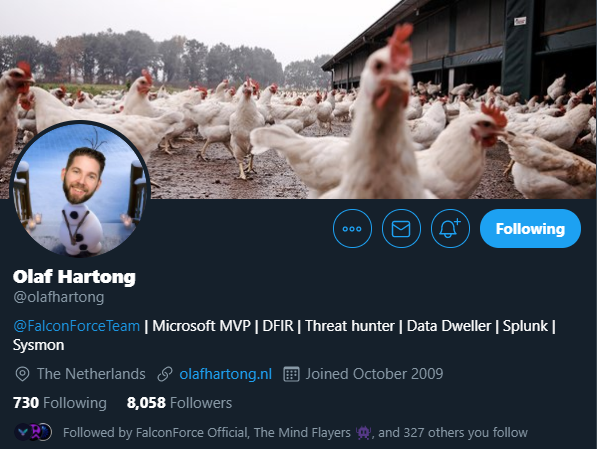 Following
Olaf Hartong
@olafhartong
@FalconForceTeam | Microsoft MVP | DFIR | Threat hunter | Data Dweller | Splunk |
Sysmon
The Netherlands olafhartong.nl Joined October 2009
730 Following 8,058 Followers
Followed by FalconForce Official, The Mind Flayers 👾, and 327 others you follow